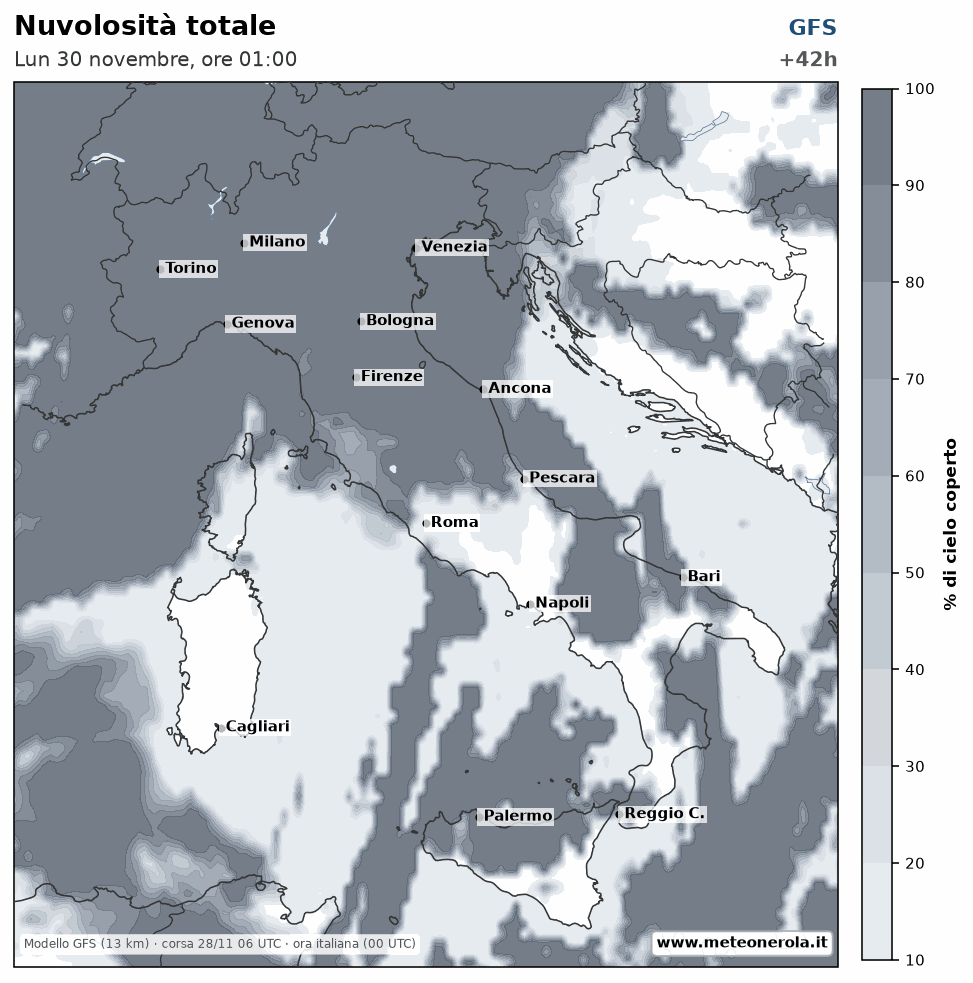 Nuvolosità totale
GFS
Lun 30 novembre, ore 01:00
+42h
Milano
Venezia
Torino
Genova
Bologna
Firenze
Ancona
Pescara
Roma
Bari
Napoli
Cagliari
Palermo
Reggio C.
100
90
80
70
60
50
40
30
20
10
% di cielo coperto
Modello GFS (13 km) · corsa 28/11 06 UTC · ora italiana (00 UTC)
www.meteonerola.it